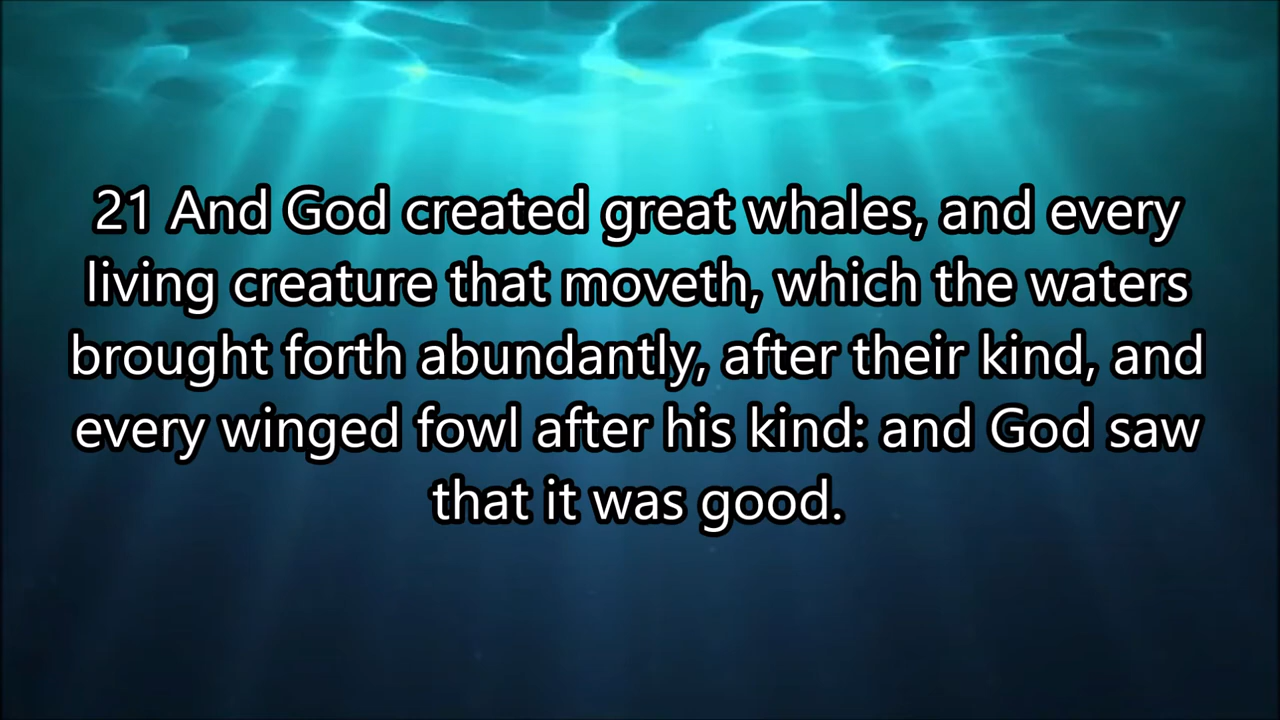 21 And God created great whales, and every
living creature that moveth, which the waters
brought forth abundantly, after their kind, and
every winged fowl after his kind: and God saw
that it was good.